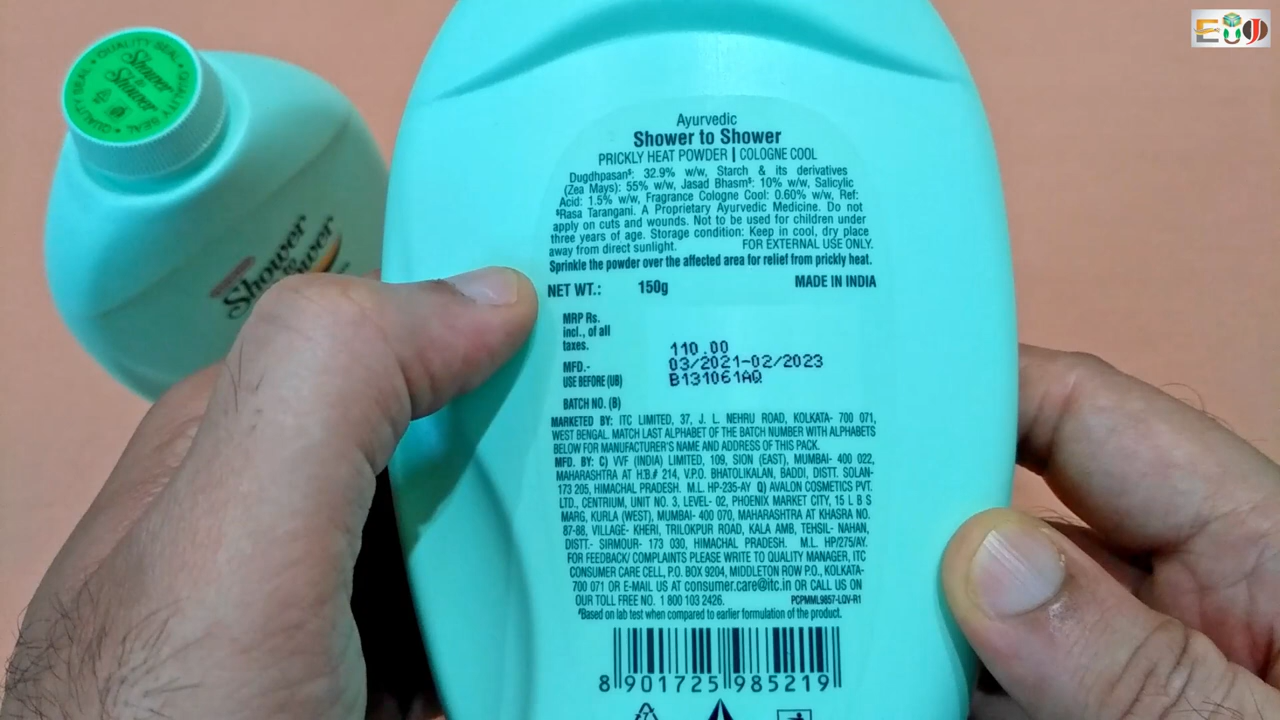 QUALITY SEAL • QUALITY SEAL • QUALITY SEAL •
Shower
to
Shower
Shower
to
Ayurvedic
Shower to Shower
PRICKLY HEAT POWDER | COLOGNE COOL
Dugdhpasan$: 32.9% w/w, Starch & its derivatives
(Zea Mays): 55% w/w, Jasad Bhasm$: 10% w/w, Salicylic
Acid: 1.5% w/w, Fragrance Cologne Cool: 0.60% w/w, Ref:
$Rasa Tarangani. A Proprietary Ayurvedic Medicine. Do not
apply on cuts and wounds. Not to be used for children under
three years of age. Storage condition: Keep in cool, dry place
away from direct sunlight. FOR EXTERNAL USE ONLY.
Sprinkle the powder over the affected area for relief from prickly heat.
NET WT.: 150g MADE IN INDIA
MRP Rs.
incl., of all
taxes. 110.00
MFD.- 03/2021-02/2023
USE BEFORE (UB) B131061AQ
BATCH NO. (B)
MARKETED BY: ITC LIMITED, 37, J. L. NEHRU ROAD, KOLKATA- 700 071,
WEST BENGAL. MATCH LAST ALPHABET OF THE BATCH NUMBER WITH ALPHABETS
BELOW FOR MANUFACTURER'S NAME AND ADDRESS OF THIS PACK.
MFD. BY: C) VVF (INDIA) LIMITED, 109, SION (EAST), MUMBAI- 400 022,
MAHARASHTRA AT H.B.# 214, V.P.O. BHATOLIKALAN, BADDI, DISTT. SOLAN-
173 205, HIMACHAL PRADESH. M.L. HP-235-AY Q) AVALON COSMETICS PVT.
LTD., CENTRIUM, UNIT NO. 3, LEVEL- 02, PHOENIX MARKET CITY, 15 L B S
MARG, KURLA (WEST), MUMBAI- 400 070, MAHARASHTRA AT KHASRA NO.
87-88, VILLAGE- KHERI, TRILOKPUR ROAD, KALA AMB, TEHSIL- NAHAN,
DISTT.- SIRMOUR- 173 030, HIMACHAL PRADESH. M.L. HP/275/AY.
FOR FEEDBACK/ COMPLAINTS PLEASE WRITE TO QUALITY MANAGER, ITC
CONSUMER CARE CELL, P.O. BOX 9204, MIDDLETON ROW P.O., KOLKATA-
700 071 OR E-MAIL US AT consumer.care@itc.in OR CALL US ON
OUR TOLL FREE NO. 1 800 103 2426. PCPMML9857-LOV-R1
#Based on lab test when compared to earlier formulation of the product.
8 901725 985219